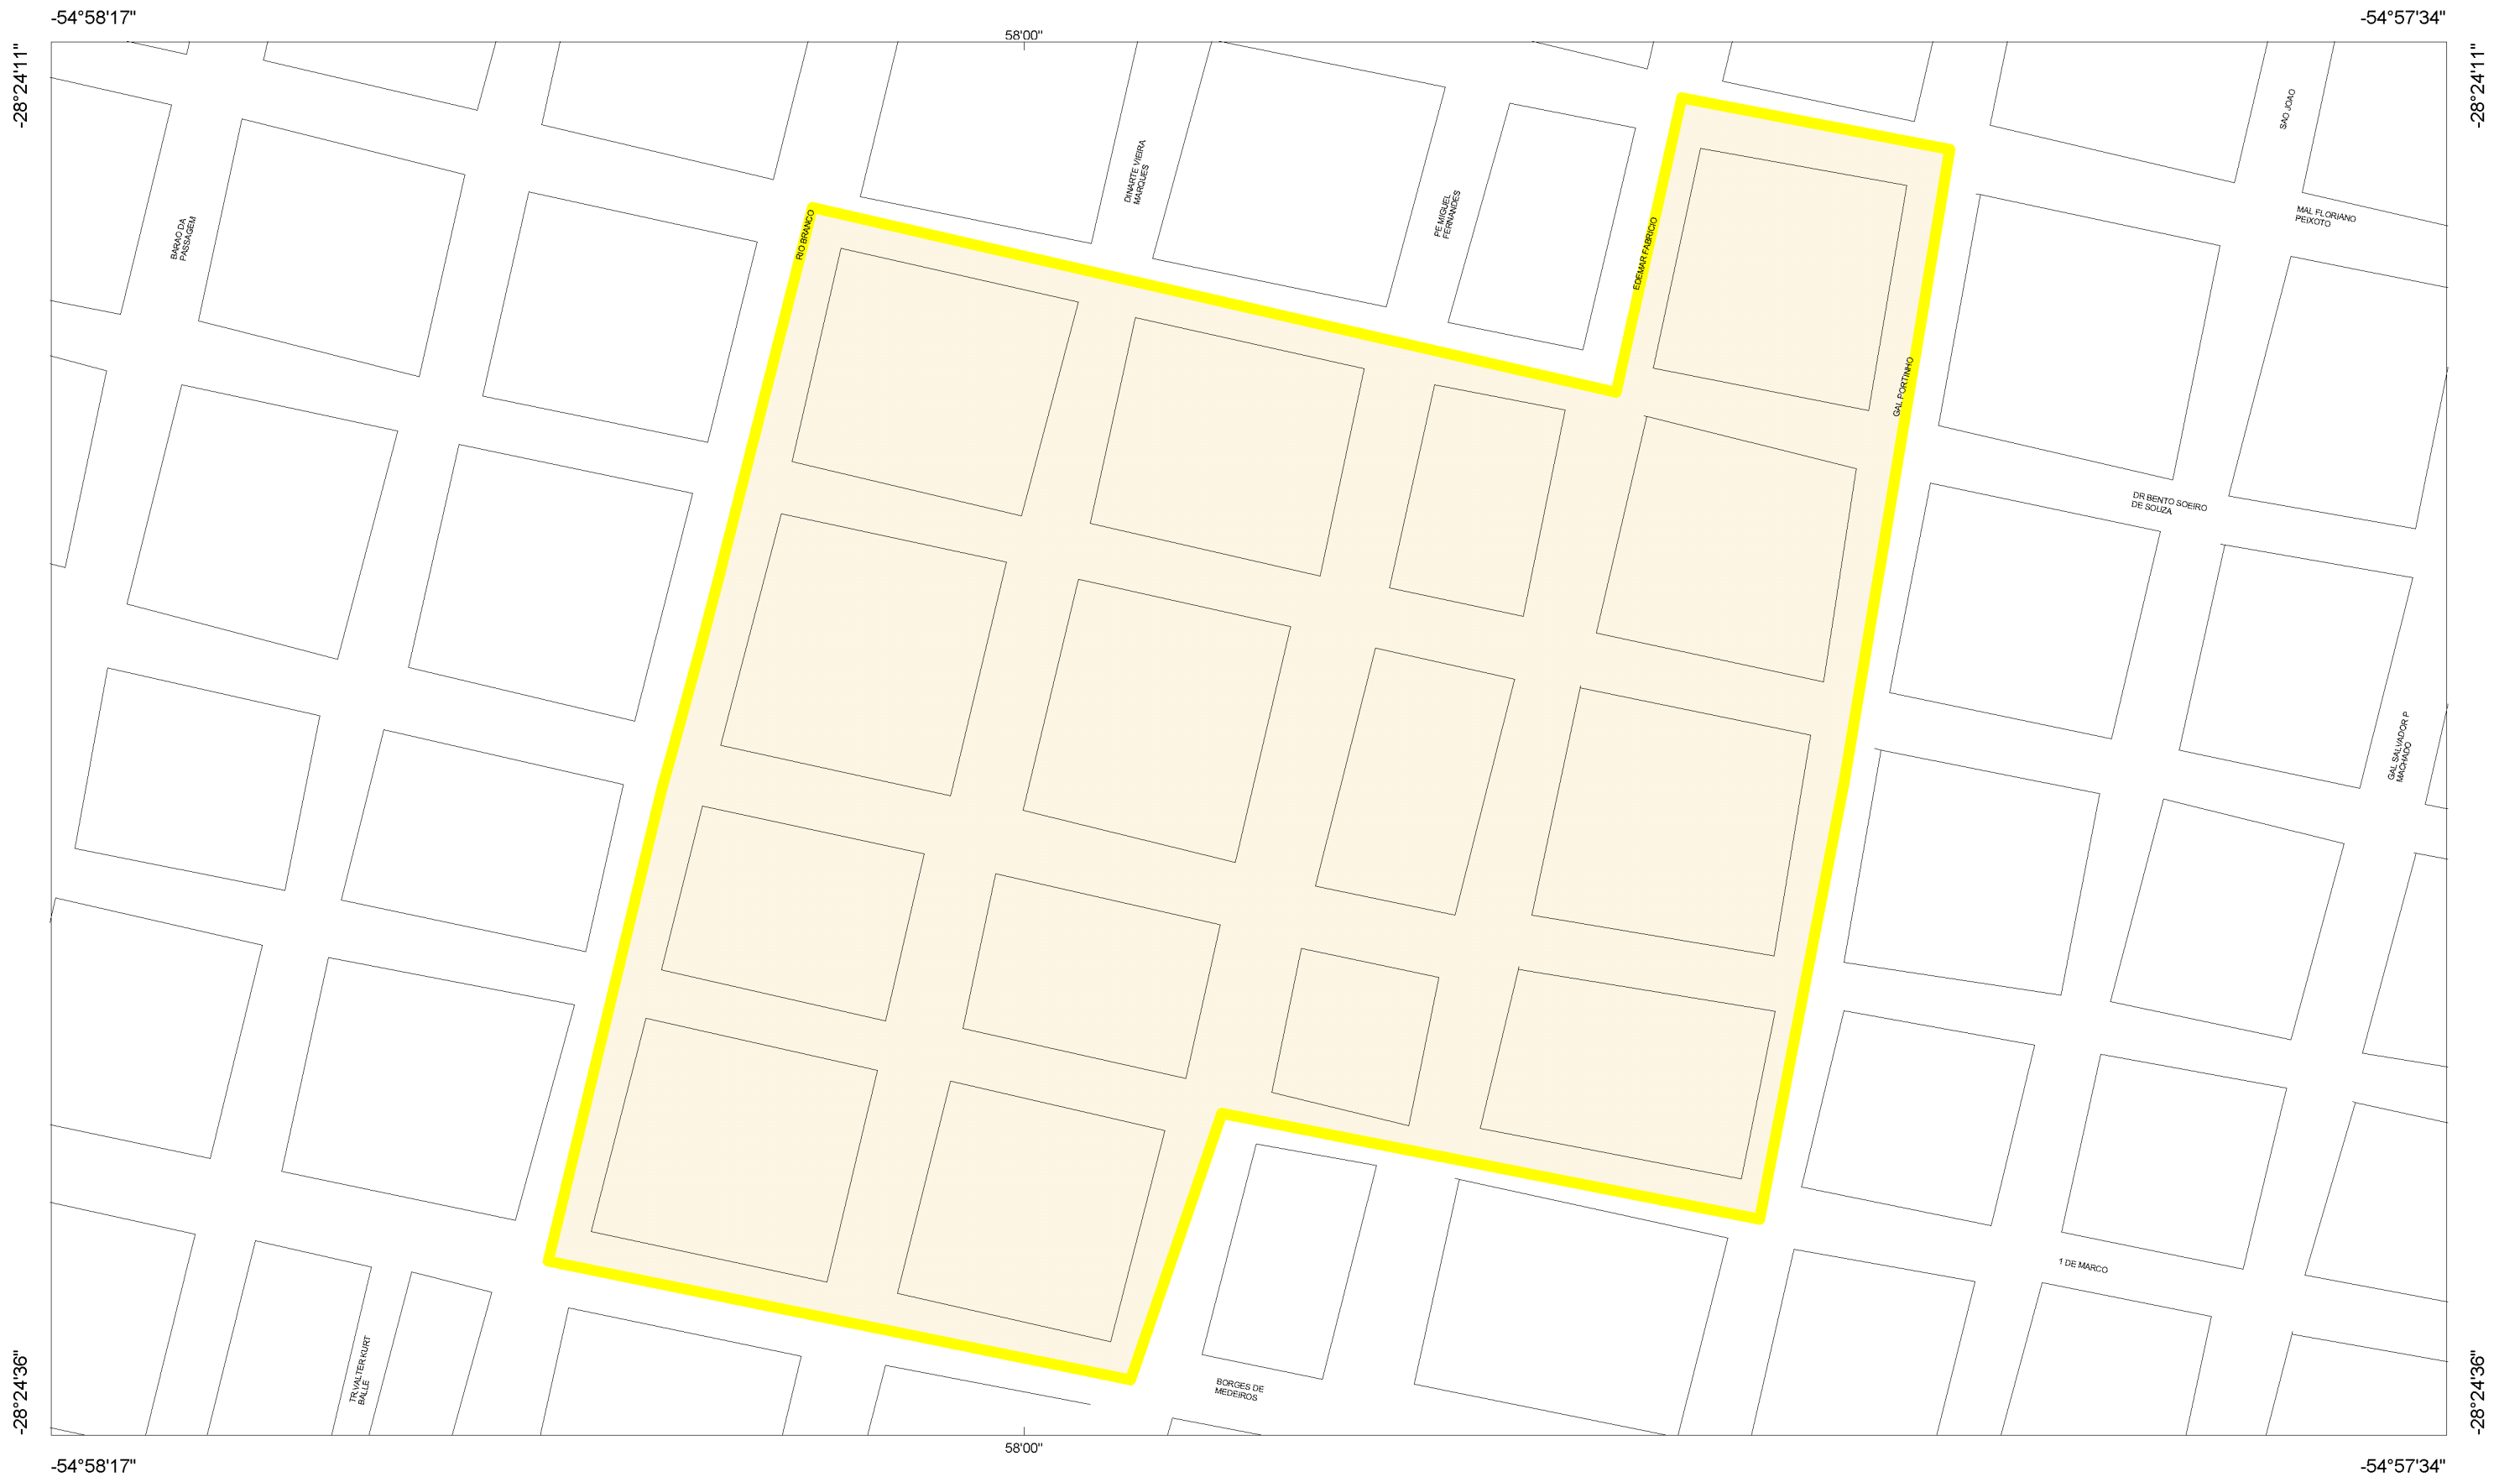 -54°58'17"
-54°57'34"
58'00"
-28°24'11"
-28°24'11"
SAO JOAO
DINARTE VIEIRA
MARQUES
PE MIGUEL
FERNANDES
BARAO DA
PASSAGEM
RIO BRANCO
EDEMAR FABRICIO
MAL FLORIANO
PEIXOTO
GAL PORTINHO
DR BENTO SOEIRO
DE SOUZA
GAL SALVADOR P
MACHADO
1 DE MARCO
TR.VALTER KURT
BALLE
BORGES DE
MEDEIROS
-28°24'36"
-28°24'36"
58'00"
-54°58'17"
-54°57'34"